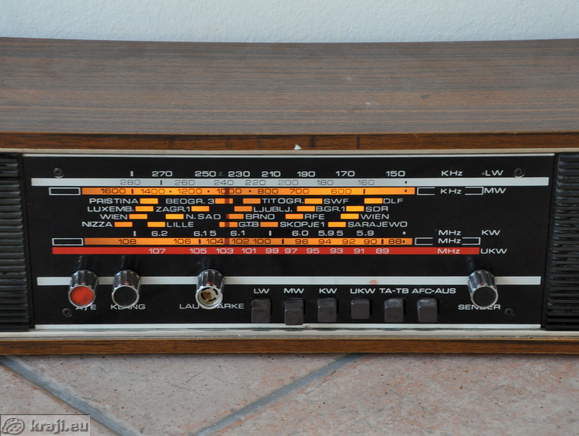 270 250 230 210 190 170 150 KHz LW
280 260 240 220 200 180 160
1600 1400 1200 1000 800 700 600 KHz MW
PRISTINA BEOGR. 3 TITOGR. SWF DLF
LUXEMB. ZAGR. 1 LJUBLJ. BGR. 1 SDR
WIEN N. SAD BRNO RFE WIEN
NIZZA LILLE GTB SKOPJE 1 SARAJEWO
6.2 6.15 6.1 6.0 5.95 5.9 MHz KW
108 106 104 102 100 96 94 92 90 88 MHz
107 105 103 101 99 97 95 93 91 89 MHz UKW
LW MW KW UKW TA-TB AFC-AUS
KLANG SENDER
kraji.eu